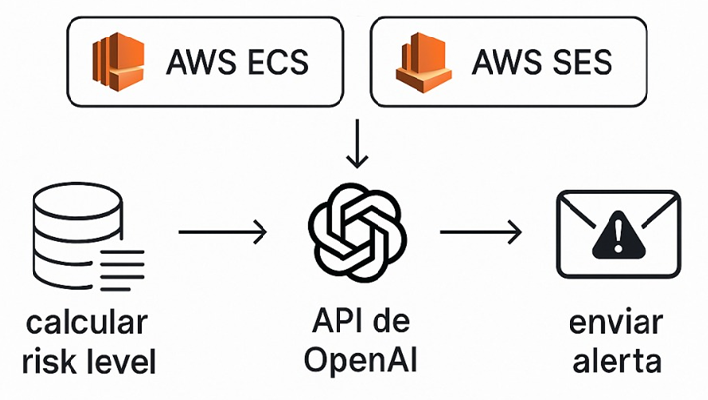 AWS ECS
AWS SES
calcular
risk level
API de
OpenAI
enviar
alerta